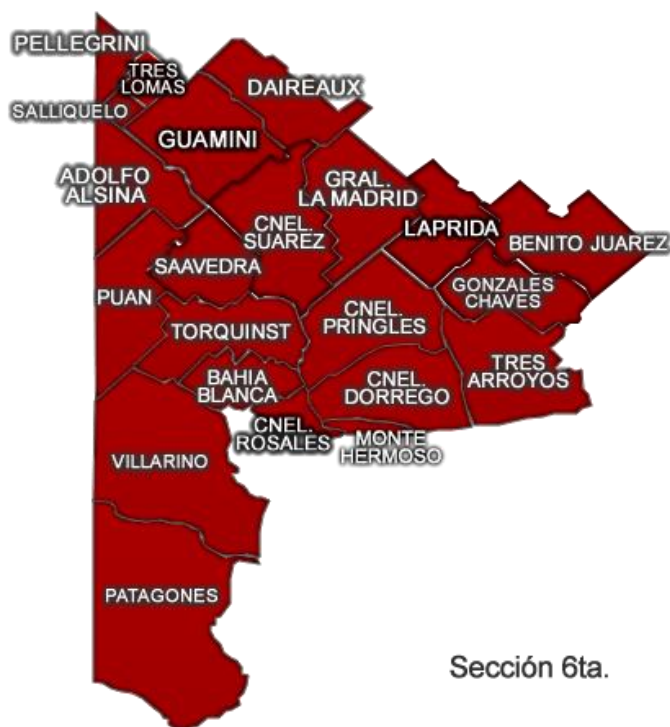 PELLEGRINI
TRES
LOMAS
DAIREAUX
SALLIQUELO
GUAMINI
ADOLFO
ALSINA
GRAL.
LA MADRID
CNEL.
SUAREZ
LAPRIDA
BENITO JUAREZ
SAAVEDRA
GONZALES
CHAVES
PUAN
CNEL.
PRINGLES
TORQUINST
TRES
ARROYOS
BAHIA
BLANCA
CNEL.
DORREGO
CNEL.
ROSALES
MONTE
HERMOSO
VILLARINO
PATAGONES
Sección 6ta.